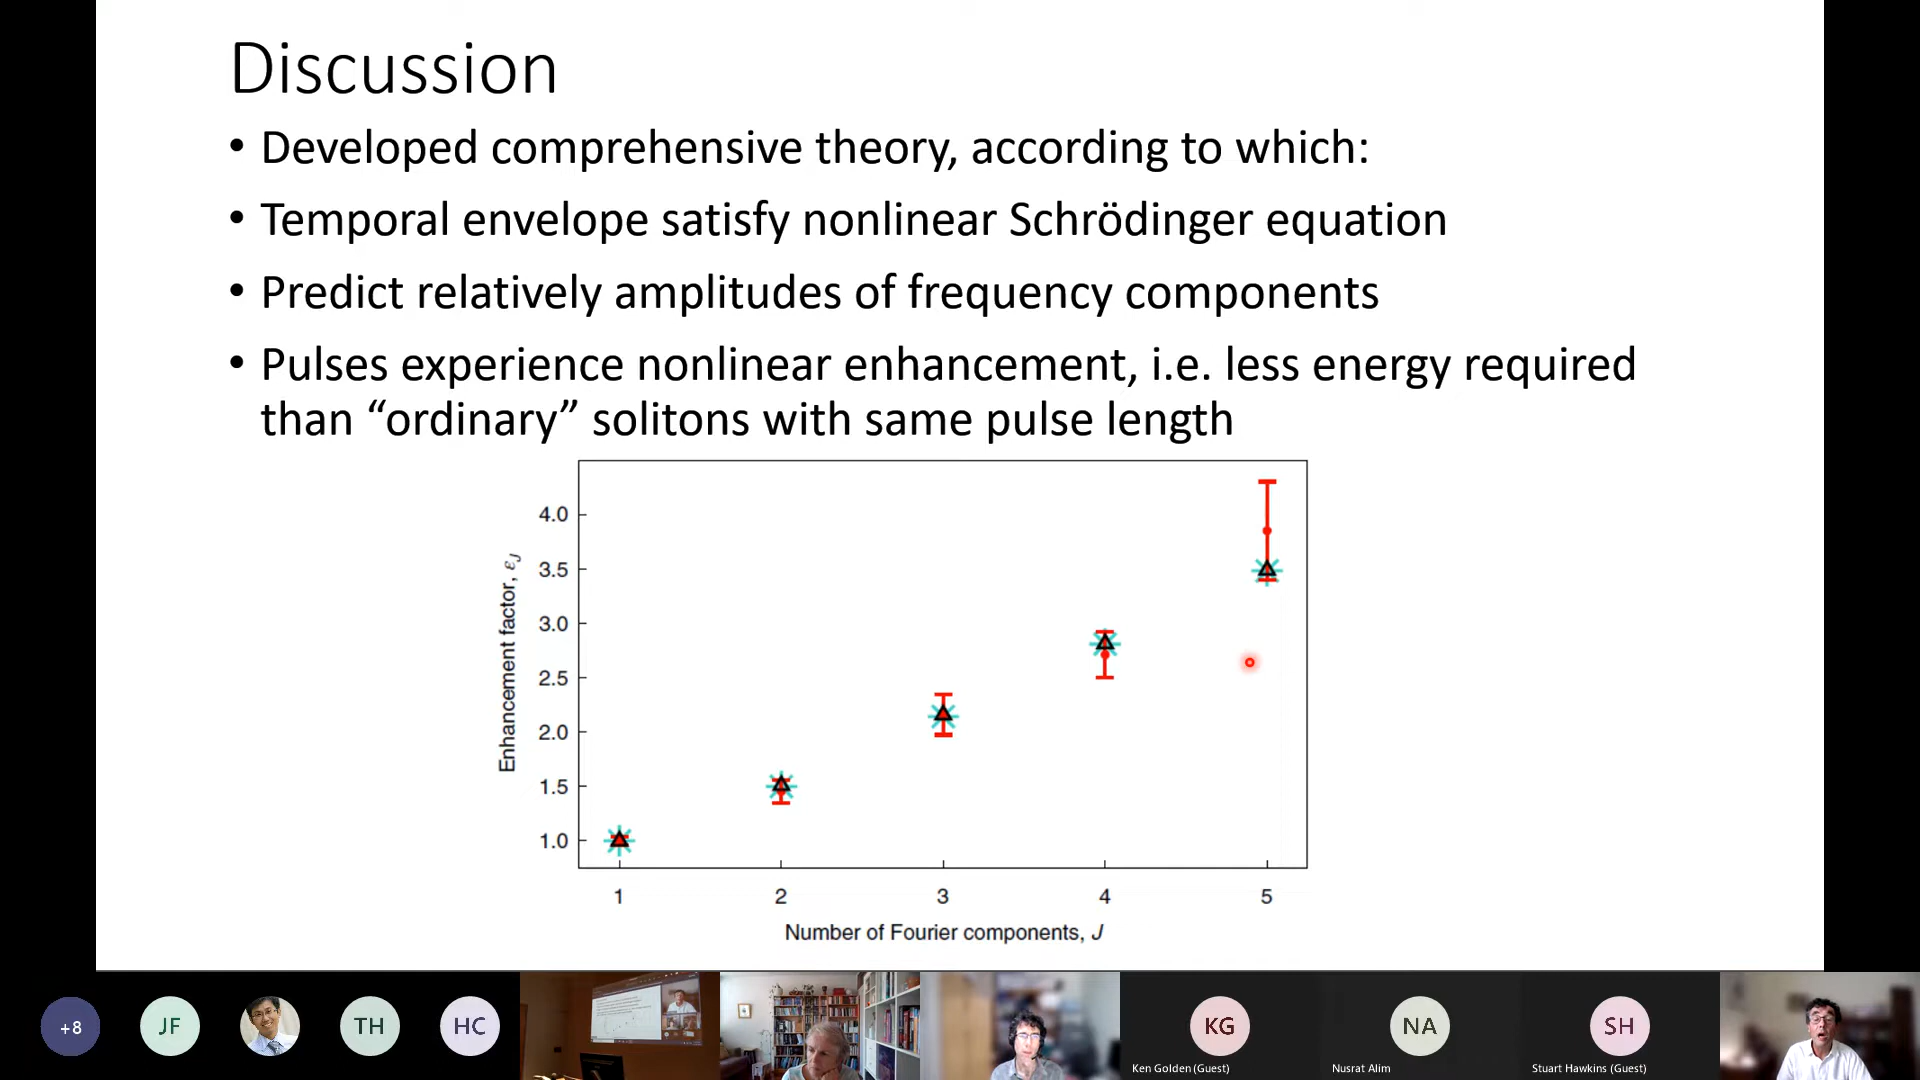 Discussion
• Developed comprehensive theory, according to which:
• Temporal envelope satisfy nonlinear Schrödinger equation
• Predict relatively amplitudes of frequency components
• Pulses experience nonlinear enhancement, i.e. less energy required
than “ordinary” solitons with same pulse length
Enhancement factor, εJ
4.0
3.5
3.0
2.5
2.0
1.5
1.0
1 2 3 4 5
Number of Fourier components, J
+8 JF TH HC KG NA SH
Ken Golden (Guest) Nusrat Alim Stuart Hawkins (Guest)